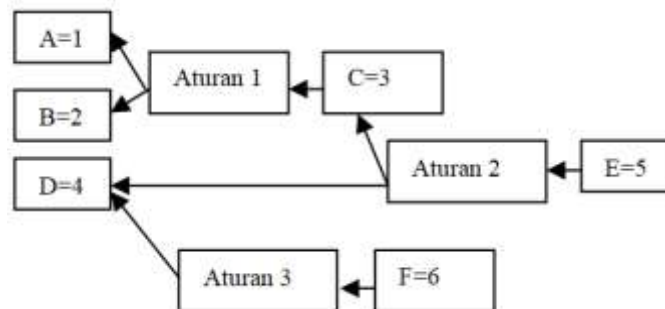 A=1
Aturan 1
C=3
B=2
Aturan 2
E=5
D=4
Aturan 3
F=6